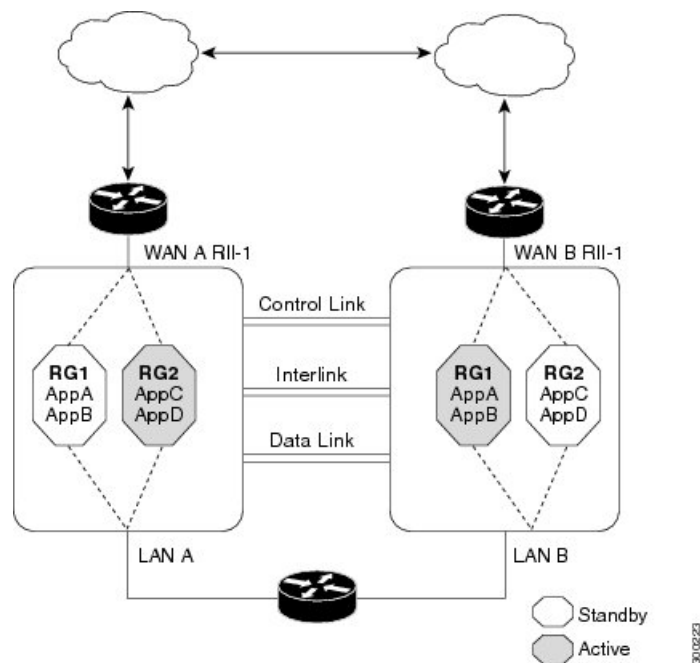 WAN A RII-1
WAN B RII-1
Control Link
RG1
AppA
AppB
RG2
AppC
AppD
Interlink
RG1
AppA
AppB
RG2
AppC
AppD
Data Link
LAN A
LAN B
Standby
Active
300223